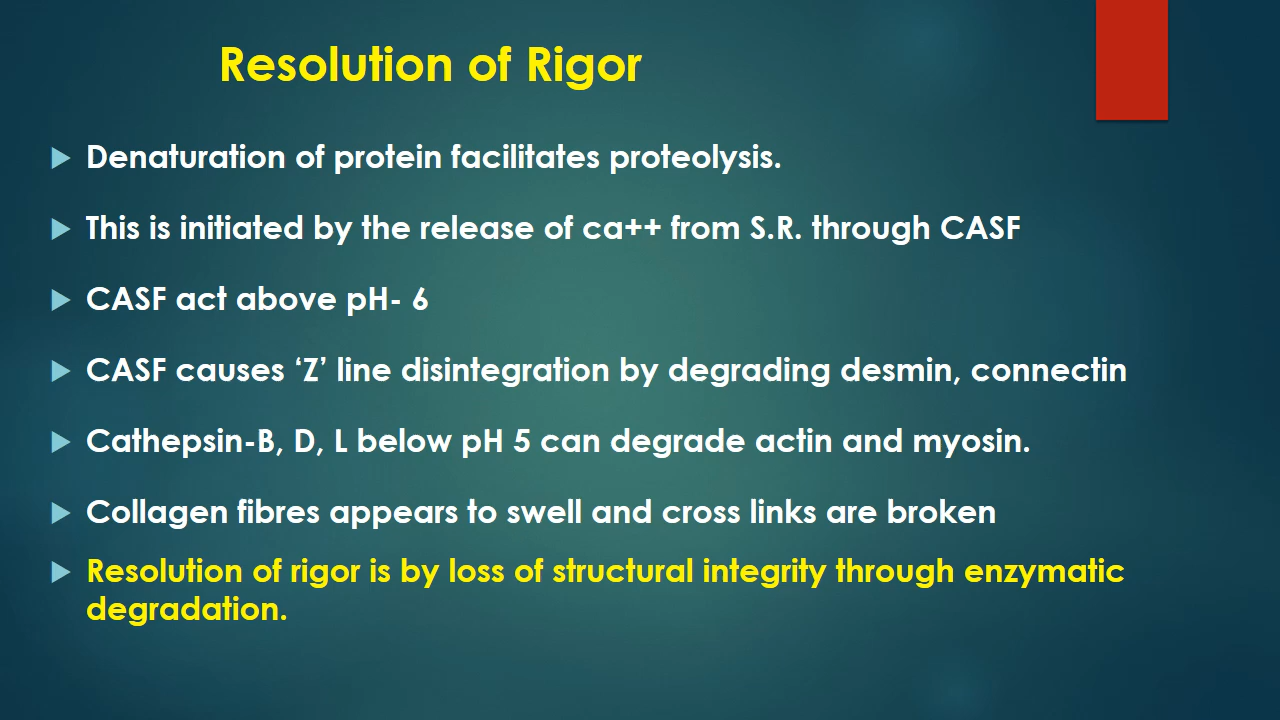 Resolution of Rigor
Denaturation of protein facilitates proteolysis.
This is initiated by the release of ca++ from S.R. through CASF
CASF act above pH- 6
CASF causes ‘Z’ line disintegration by degrading desmin, connectin
Cathepsin-B, D, L below pH 5 can degrade actin and myosin.
Collagen fibres appears to swell and cross links are broken
Resolution of rigor is by loss of structural integrity through enzymatic
degradation.